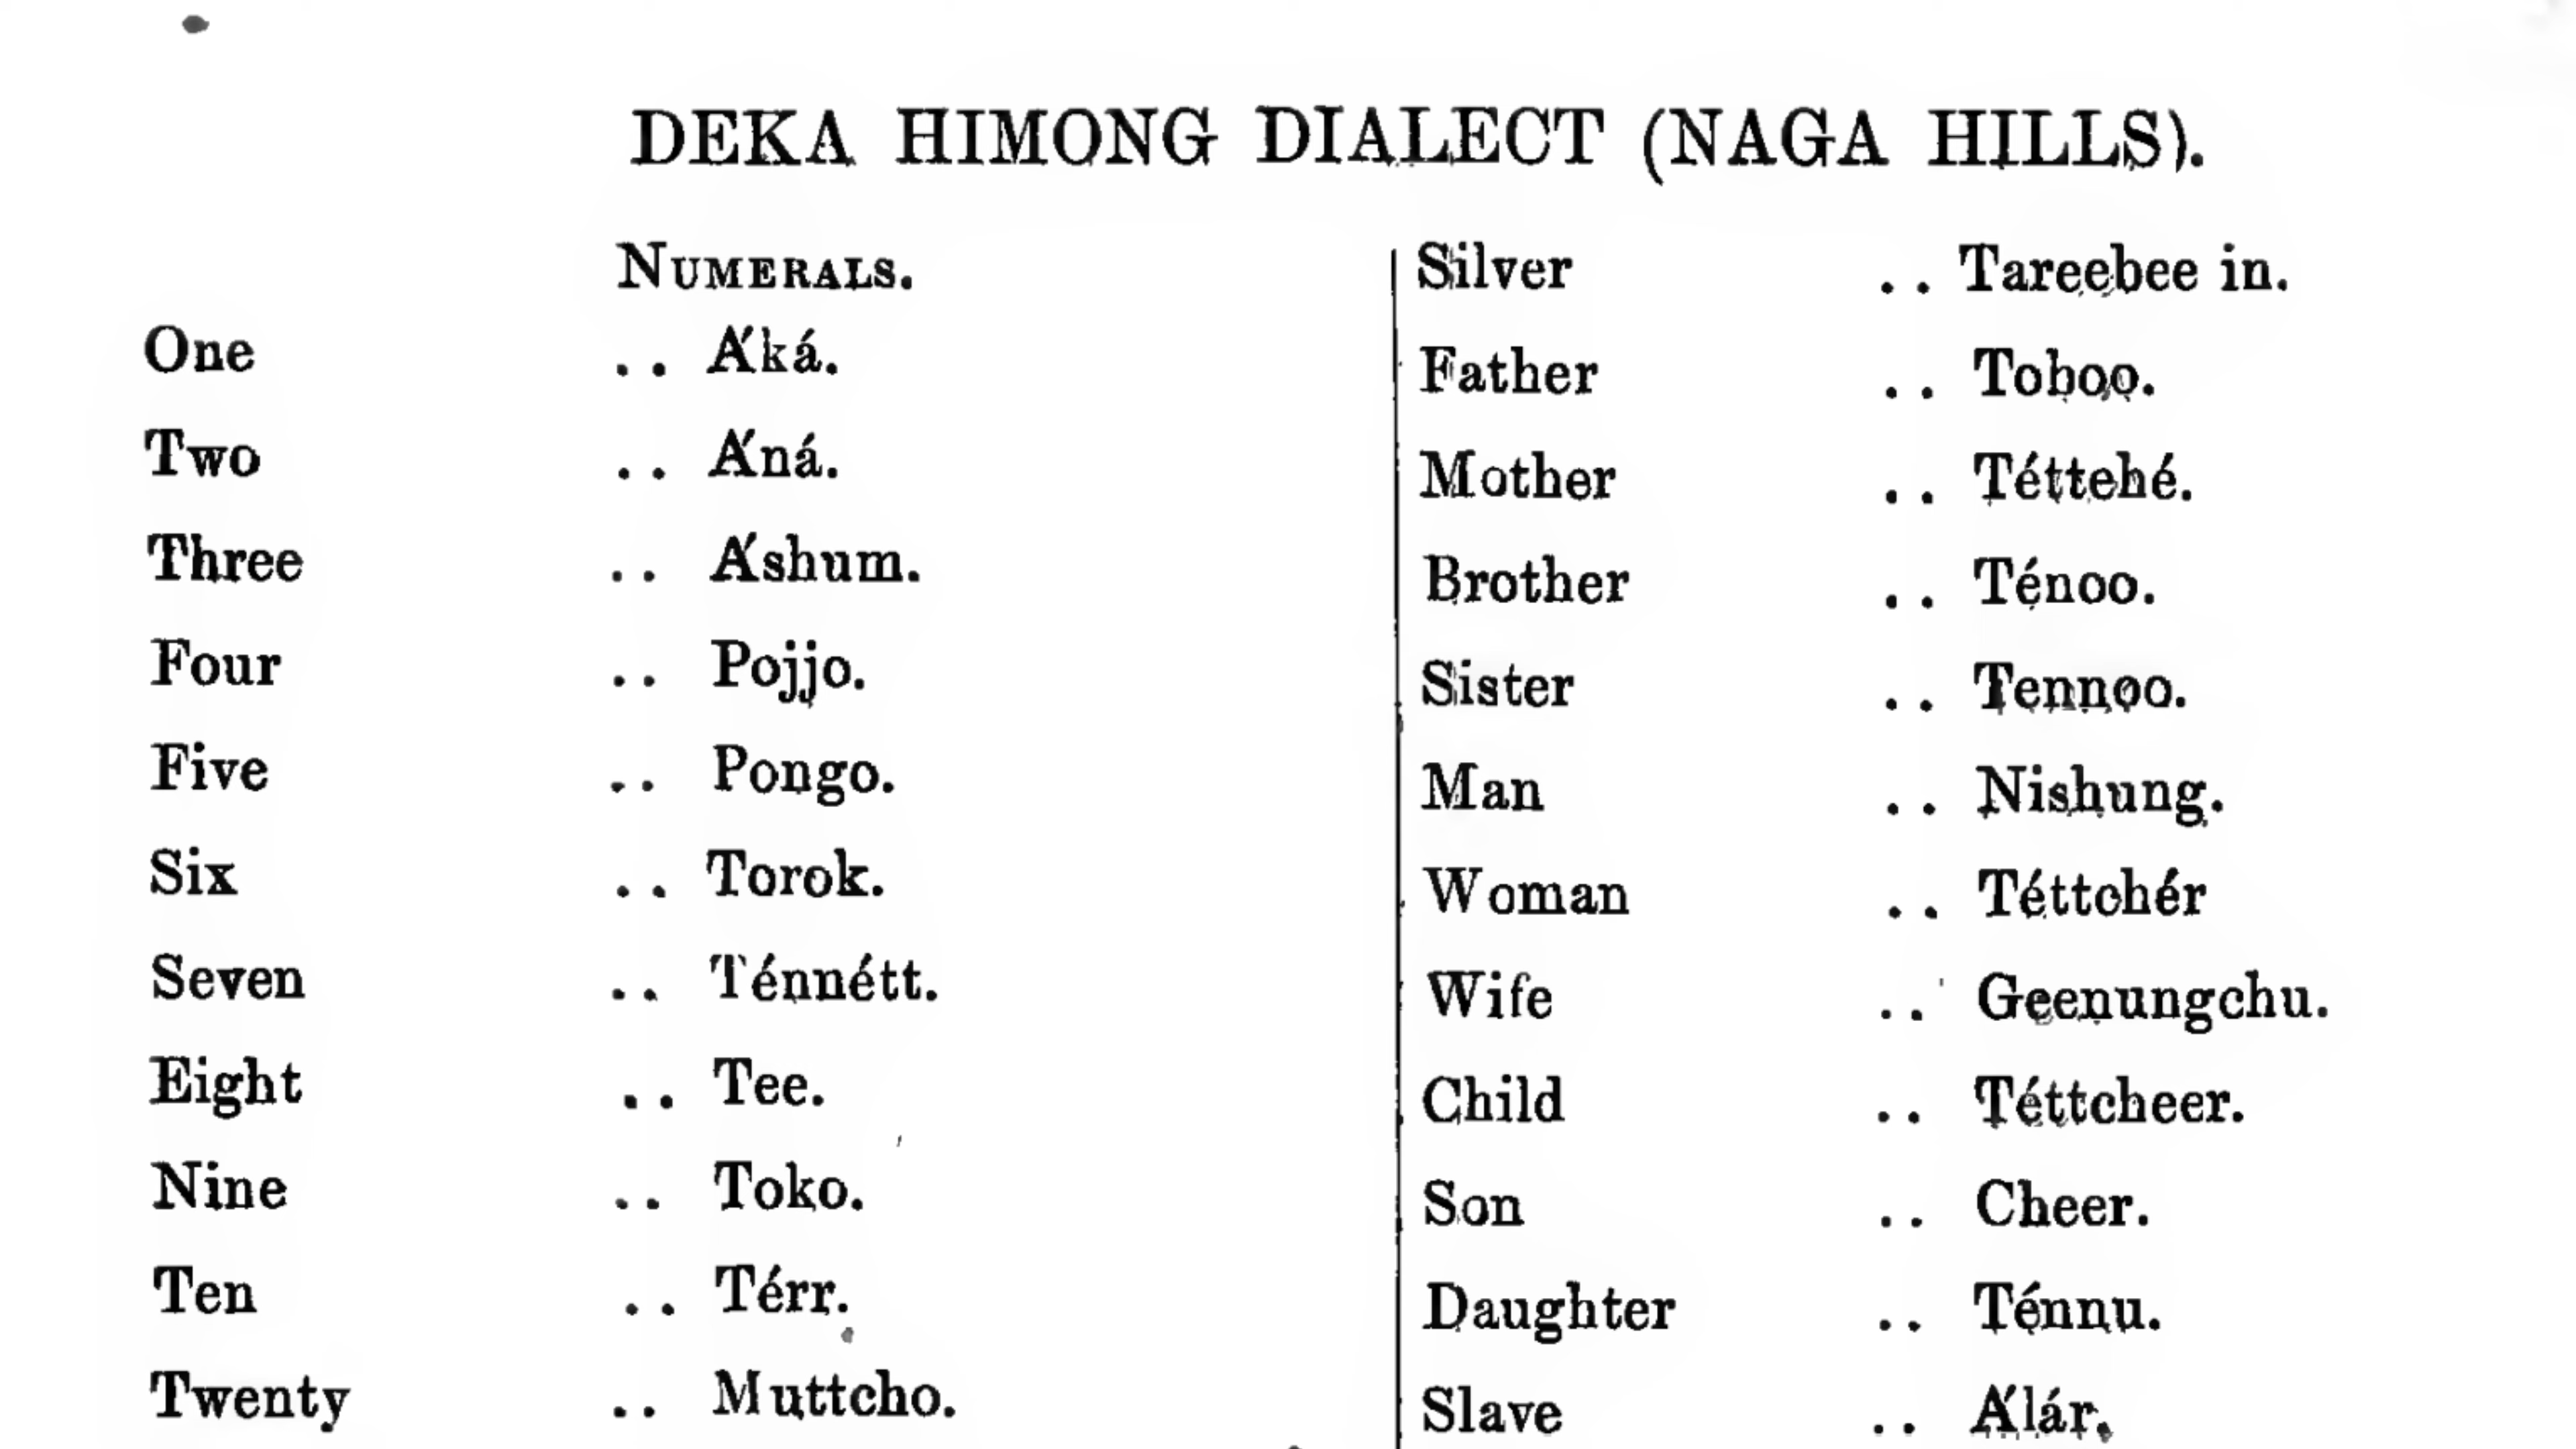 DEKA HIMONG DIALECT (NAGA HILLS).
NUMERALS.
One .. Áká.
Two .. Áná.
Three .. Áshum.
Four .. Pojjo.
Five .. Pongo.
Six .. Torok.
Seven .. Ténnétt.
Eight .. Tee.
Nine .. Toko.
Ten .. Térr.
Twenty .. Muttcho.
Silver .. Tareebee in.
Father .. Toboo.
Mother .. Téttehé.
Brother .. Ténoo.
Sister .. Tennoo.
Man .. Nishung.
Woman .. Téttchér
Wife .. Geenungchu.
Child .. Téttcheer.
Son .. Cheer.
Daughter .. Ténnu.
Slave .. Álár.